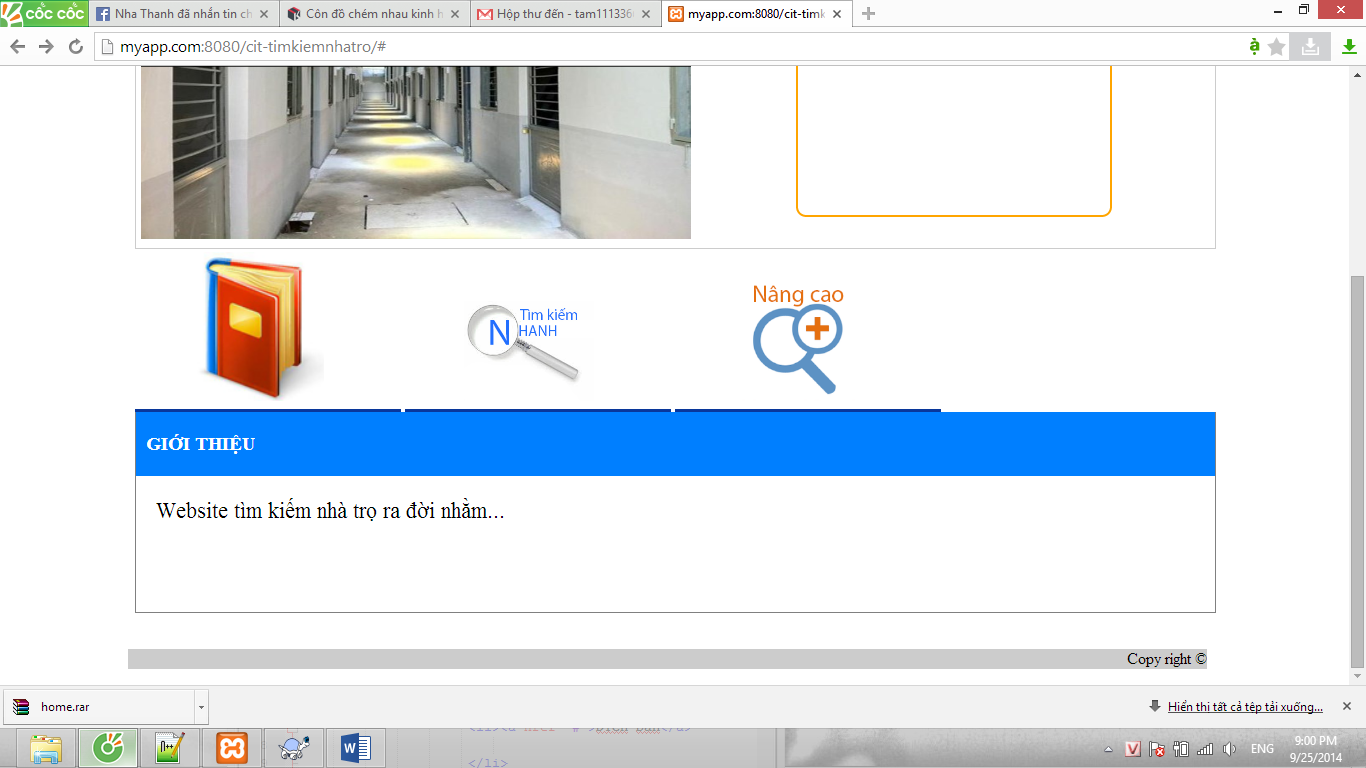 cốc cốc
Nha Thanh đã nhắn tin ch
Côn đồ chém nhau kinh h
Hộp thư đến - tam111336
myapp.com:8080/cit-timk
myapp.com:8080/cit-timkiemnhatro/#
Tìm kiếm
N HANH
Nâng cao
GIỚI THIỆU
Website tìm kiếm nhà trọ ra đời nhằm...
Copy right ©
home.rar
Hiển thị tất cả tệp tải xuống...
</li>
ENG
9:00 PM
9/25/2014